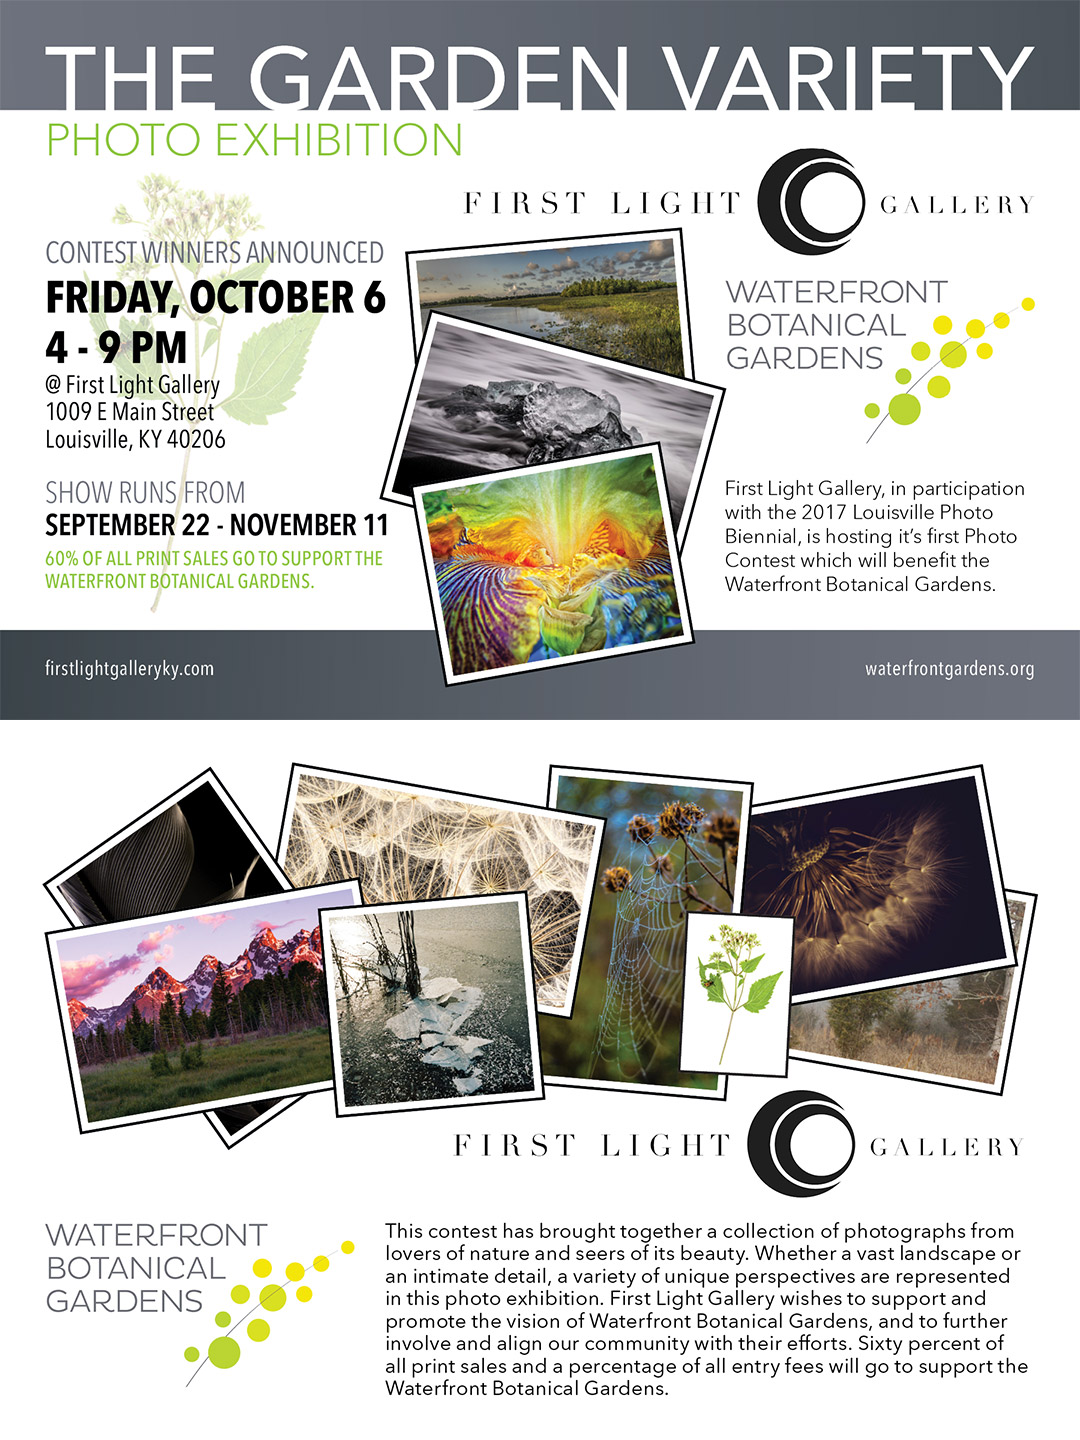 THE GARDEN VARIETY
PHOTO EXHIBITION
FIRST LIGHT GALLERY
CONTEST WINNERS ANNOUNCED
FRIDAY, OCTOBER 6
4 - 9 PM
@ First Light Gallery
1009 E Main Street
Louisville, KY 40206
SHOW RUNS FROM
SEPTEMBER 22 - NOVEMBER 11
60% OF ALL PRINT SALES GO TO SUPPORT THE
WATERFRONT BOTANICAL GARDENS.
WATERFRONT
BOTANICAL
GARDENS
First Light Gallery, in participation
with the 2017 Louisville Photo
Biennial, is hosting it's first Photo
Contest which will benefit the
Waterfront Botanical Gardens.
firstlightgalleryky.com
waterfrontgardens.org
FIRST LIGHT GALLERY
WATERFRONT
BOTANICAL
GARDENS
This contest has brought together a collection of photographs from
lovers of nature and seers of its beauty. Whether a vast landscape or
an intimate detail, a variety of unique perspectives are represented
in this photo exhibition. First Light Gallery wishes to support and
promote the vision of Waterfront Botanical Gardens, and to further
involve and align our community with their efforts. Sixty percent of
all print sales and a percentage of all entry fees will go to support the
Waterfront Botanical Gardens.